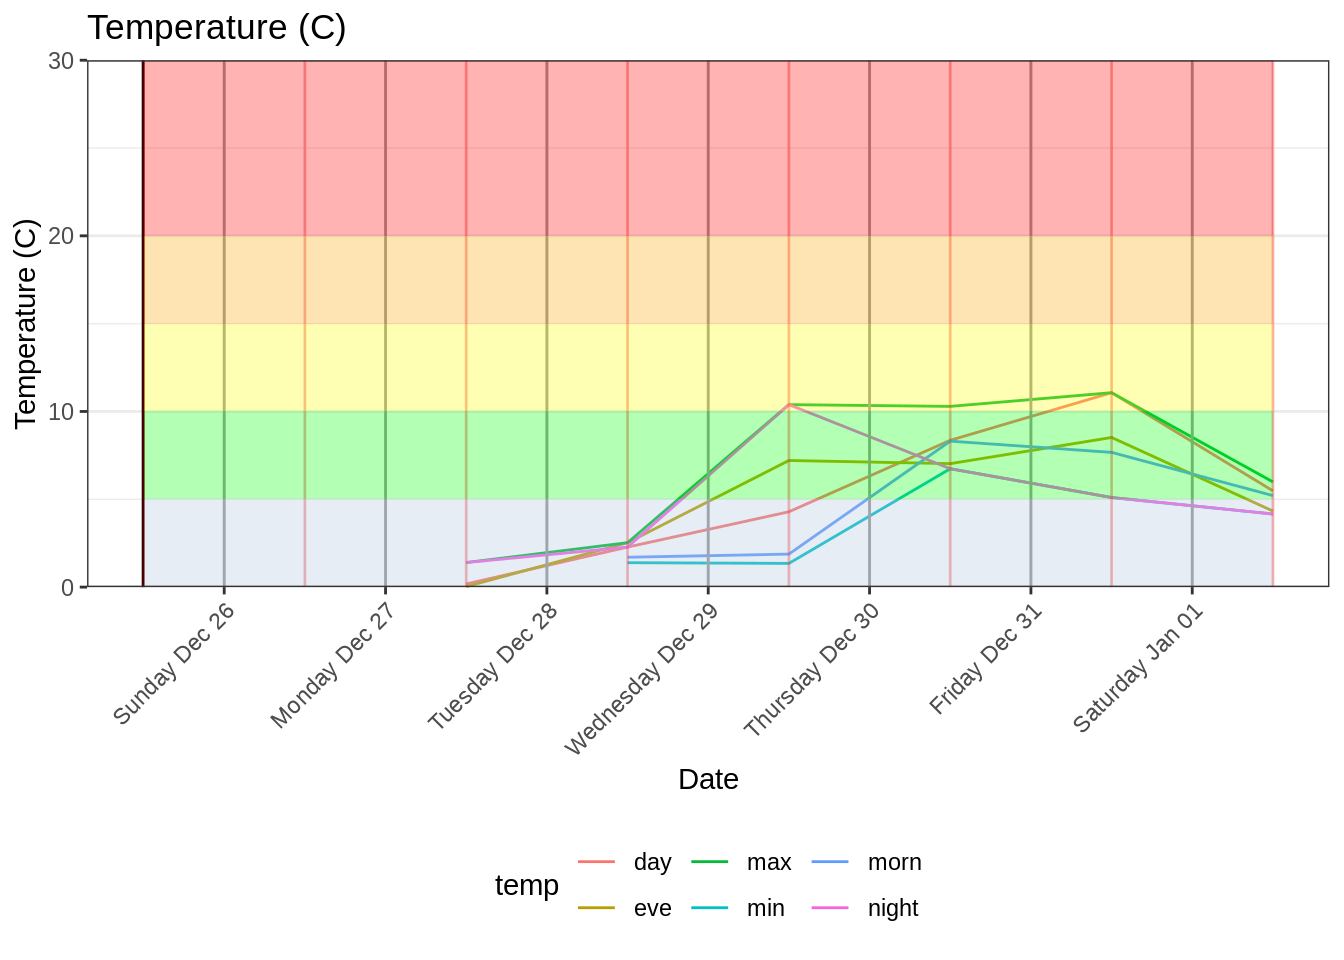 Temperature (C)
30
20
10
0
Temperature (C)
Sunday Dec 26
Monday Dec 27
Tuesday Dec 28
Wednesday Dec 29
Thursday Dec 30
Friday Dec 31
Saturday Jan 01
Date
temp
day
max
morn
eve
min
night